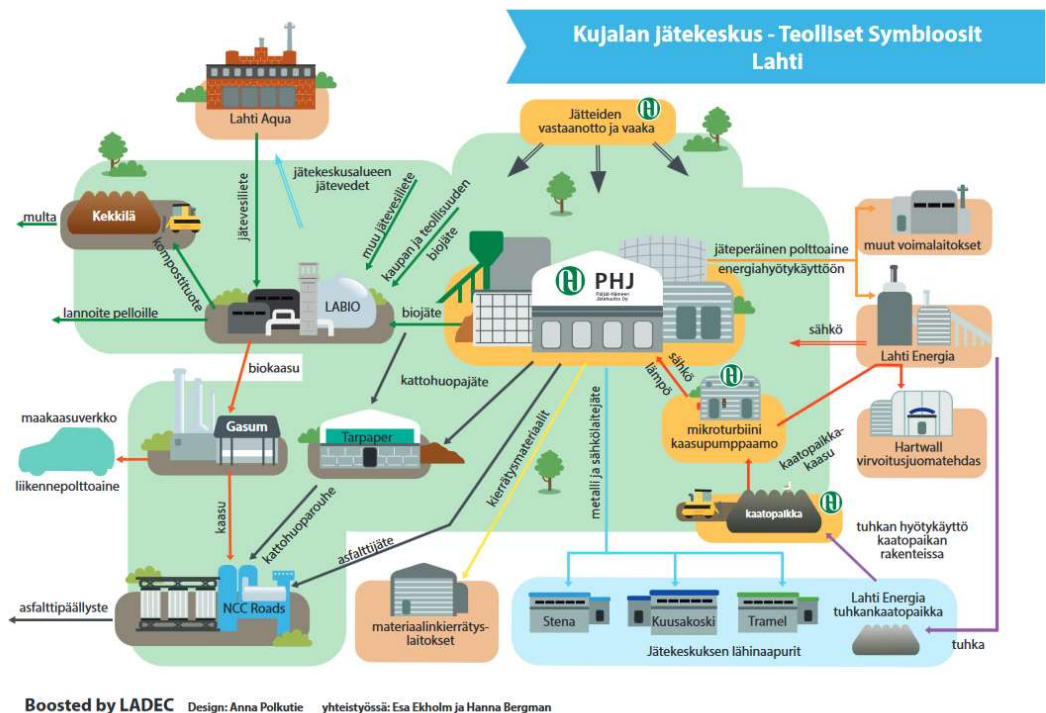 Kujalan jätekeskus - Teolliset Symbioosit
Lahti
Lahti Aqua
Jätteiden
vastaanotto ja vaaka
jätekeskusalueen
jätevedet
jätevesiliete
muu jätevesiliete
kaupan ja teollisuuden
biojäte
multa
Kekkilä
kompostituote
lannoite pelloille
LABIO
biojäte
PHJ
jäteperäinen polttoaine
energiahyötykäyttöön
muut voimalaitokset
sähkö
Lahti Energia
biokaasu
kattohuopajäte
sähkö
lämpö
mikroturbiini
kaasupumppaamo
kaatopaikka-
kaasu
Hartwall
virvoitusjuomatehdas
maakaasuverkko
liikennepolttoaine
Gasum
Tarpaper
kierrätysmateriaalit
metalli ja sähkölaitejäte
kaatopaikka
tuhkan hyötykäyttö
kaatopaikan
rakenteissa
kaasu
kattohuoparouhe
asfalttijäte
asfalttipäällyste
NCC Roads
materiaalinkierrätys-
laitokset
Stena
Kuusakoski
Tramel
Jätekeskuksen lähinaapurit
Lahti Energia
tuhkankaatopaikka
tuhka
Boosted by LADEC Design: Anna Polkutie yhteistyössä: Esa Ekholm ja Hanna Bergman